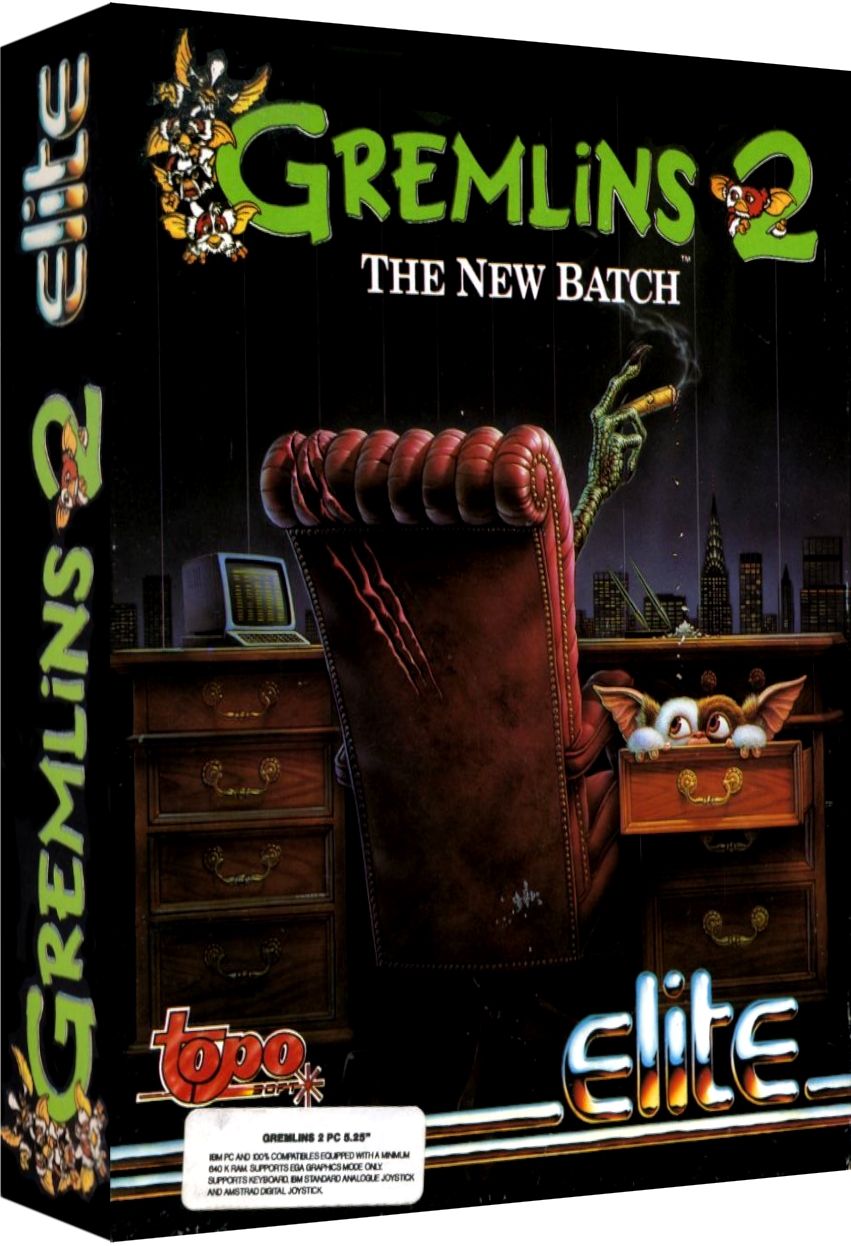 elite
GREMLiNS 2
GREMLiNS 2
THE NEW BATCH
™
topo
SOFT
elite
GREMLINS 2 PC 5.25"
IBM PC AND 100% COMPATIBLES EQUIPPED WITH A MINIMUM
640 K RAM. SUPPORTS EGA GRAPHICS MODE ONLY.
SUPPORTS KEYBOARD, IBM STANDARD ANALOGUE JOYSTICK
AND AMSTRAD DIGITAL JOYSTICK.